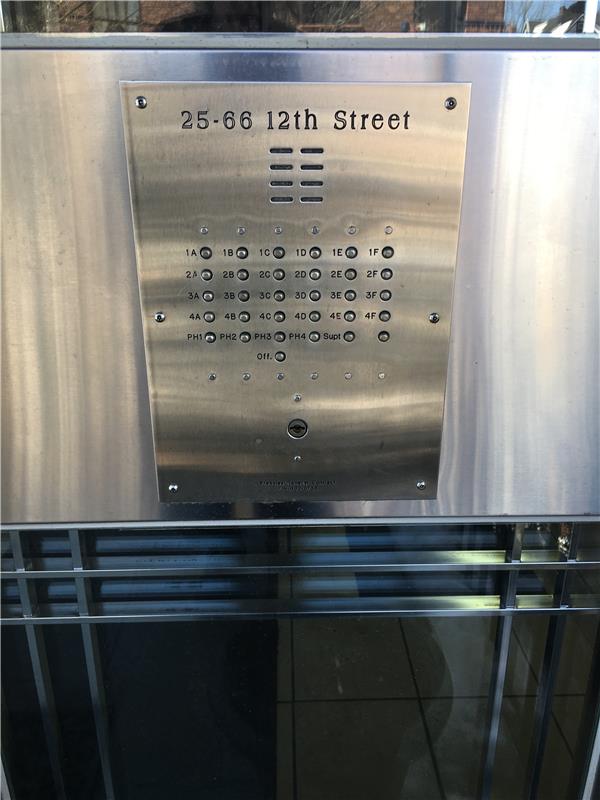 25-66 12th Street
1A 1B 1C 1D 1E 1F
2A 2B 2C 2D 2E 2F
3A 3B 3C 3D 3E 3F
4A 4B 4C 4D 4E 4F
PH1 PH2 PH3 PH4 Supt
Off.